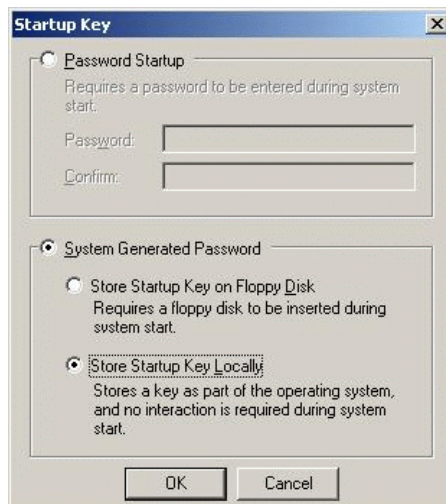 Startup Key
Password Startup
Requires a password to be entered during system
start.
Password:
Confirm:
System Generated Password
Store Startup Key on Floppy Disk
Requires a floppy disk to be inserted during
system start.
Store Startup Key Locally
Stores a key as part of the operating system,
and no interaction is required during system
start.
OK Cancel